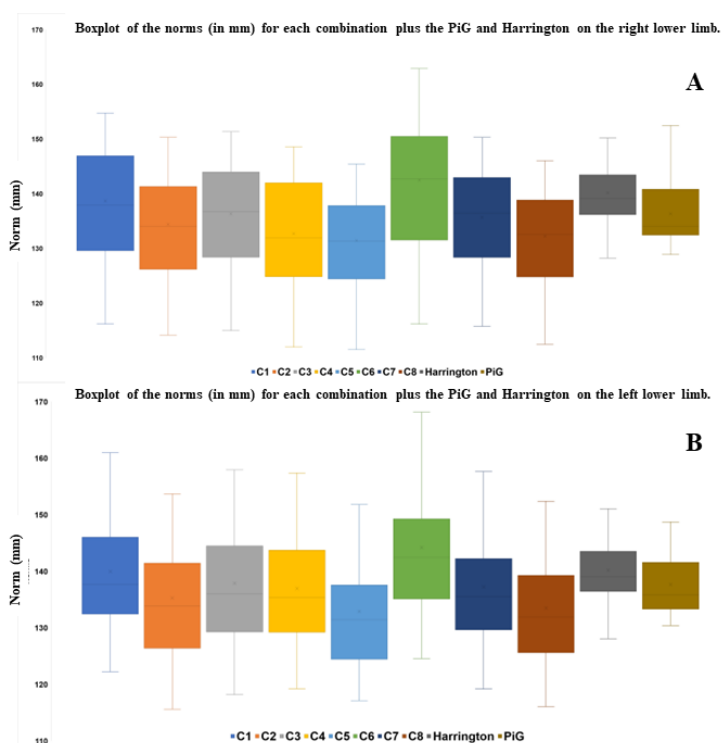 Boxplot of the norms (in mm) for each combination plus the PiG and Harrington on the right lower limb.
A
170
160
150
140
130
120
110
Norm (mm)
C1 C2 C3 C4 C5 C6 C7 C8 Harrington PiG
Boxplot of the norms (in mm) for each combination plus the PiG and Harrington on the left lower limb.
B
170
160
150
140
130
120
110
Norm (mm)
C1 C2 C3 C4 C5 C6 C7 C8 Harrington PiG